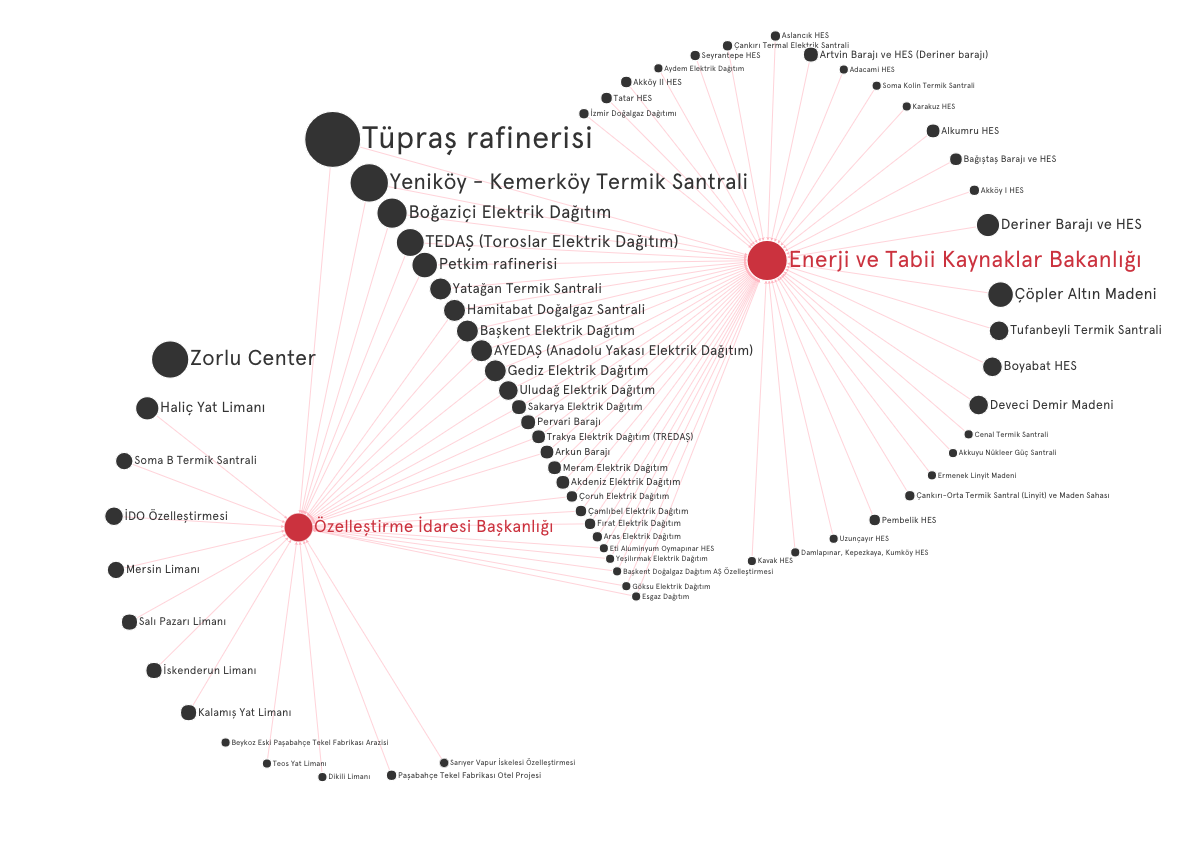 Aslancık HES
Çankırı Termal Elektrik Santrali
Seyrantepe HES
Artvin Barajı ve HES (Deriner barajı)
Aydem Elektrik Dağıtım
Adacami HES
Akköy II HES
Soma Kolin Termik Santrali
Tatar HES
Karakuz HES
İzmir Doğalgaz Dağıtımı
Alkumru HES
Tüpraş rafinerisi
Bağıştaş Barajı ve HES
Yeniköy - Kemerköy Termik Santrali
Akköy I HES
Boğaziçi Elektrik Dağıtım
Deriner Barajı ve HES
TEDAŞ (Toroslar Elektrik Dağıtım)
Enerji ve Tabii Kaynaklar Bakanlığı
Petkim rafinerisi
Yatağan Termik Santrali
Çöpler Altın Madeni
Hamitabat Doğalgaz Santrali
Başkent Elektrik Dağıtım
Tufanbeyli Termik Santrali
AYEDAŞ (Anadolu Yakası Elektrik Dağıtım)
Zorlu Center
Boyabat HES
Gediz Elektrik Dağıtım
Uludağ Elektrik Dağıtım
Deveci Demir Madeni
Haliç Yat Limanı
Sakarya Elektrik Dağıtım
Pervari Barajı
Cenal Termik Santrali
Trakya Elektrik Dağıtım (TREDAŞ)
Arkun Barajı
Akkuyu Nükleer Güç Santrali
Soma B Termik Santrali
Meram Elektrik Dağıtım
Ermenek Linyit Madeni
Akdeniz Elektrik Dağıtım
Çoruh Elektrik Dağıtım
Çankırı-Orta Termik Santral (Linyit) ve Maden Sahası
Çamlıbel Elektrik Dağıtım
İDO Özelleştirmesi
Pembelik HES
Fırat Elektrik Dağıtım
Özelleştirme İdaresi Başkanlığı
Aras Elektrik Dağıtım
Uzunçayır HES
Eti Aluminyum Oymapınar HES
Damlapınar, Kepezkaya, Kumköy HES
Yeşilırmak Elektrik Dağıtım
Kavak HES
Mersin Limanı
Başkent Doğalgaz Dağıtım AŞ Özelleştirmesi
Göksu Elektrik Dağıtım
Esgaz Dağıtım
Salı Pazarı Limanı
İskenderun Limanı
Kalamış Yat Limanı
Beykoz Eski Paşabahçe Tekel Fabrikası Arazisi
Teos Yat Limanı
Sarıyer Vapur İskelesi Özelleştirmesi
Dikili Limanı
Paşabahçe Tekel Fabrikası Otel Projesi